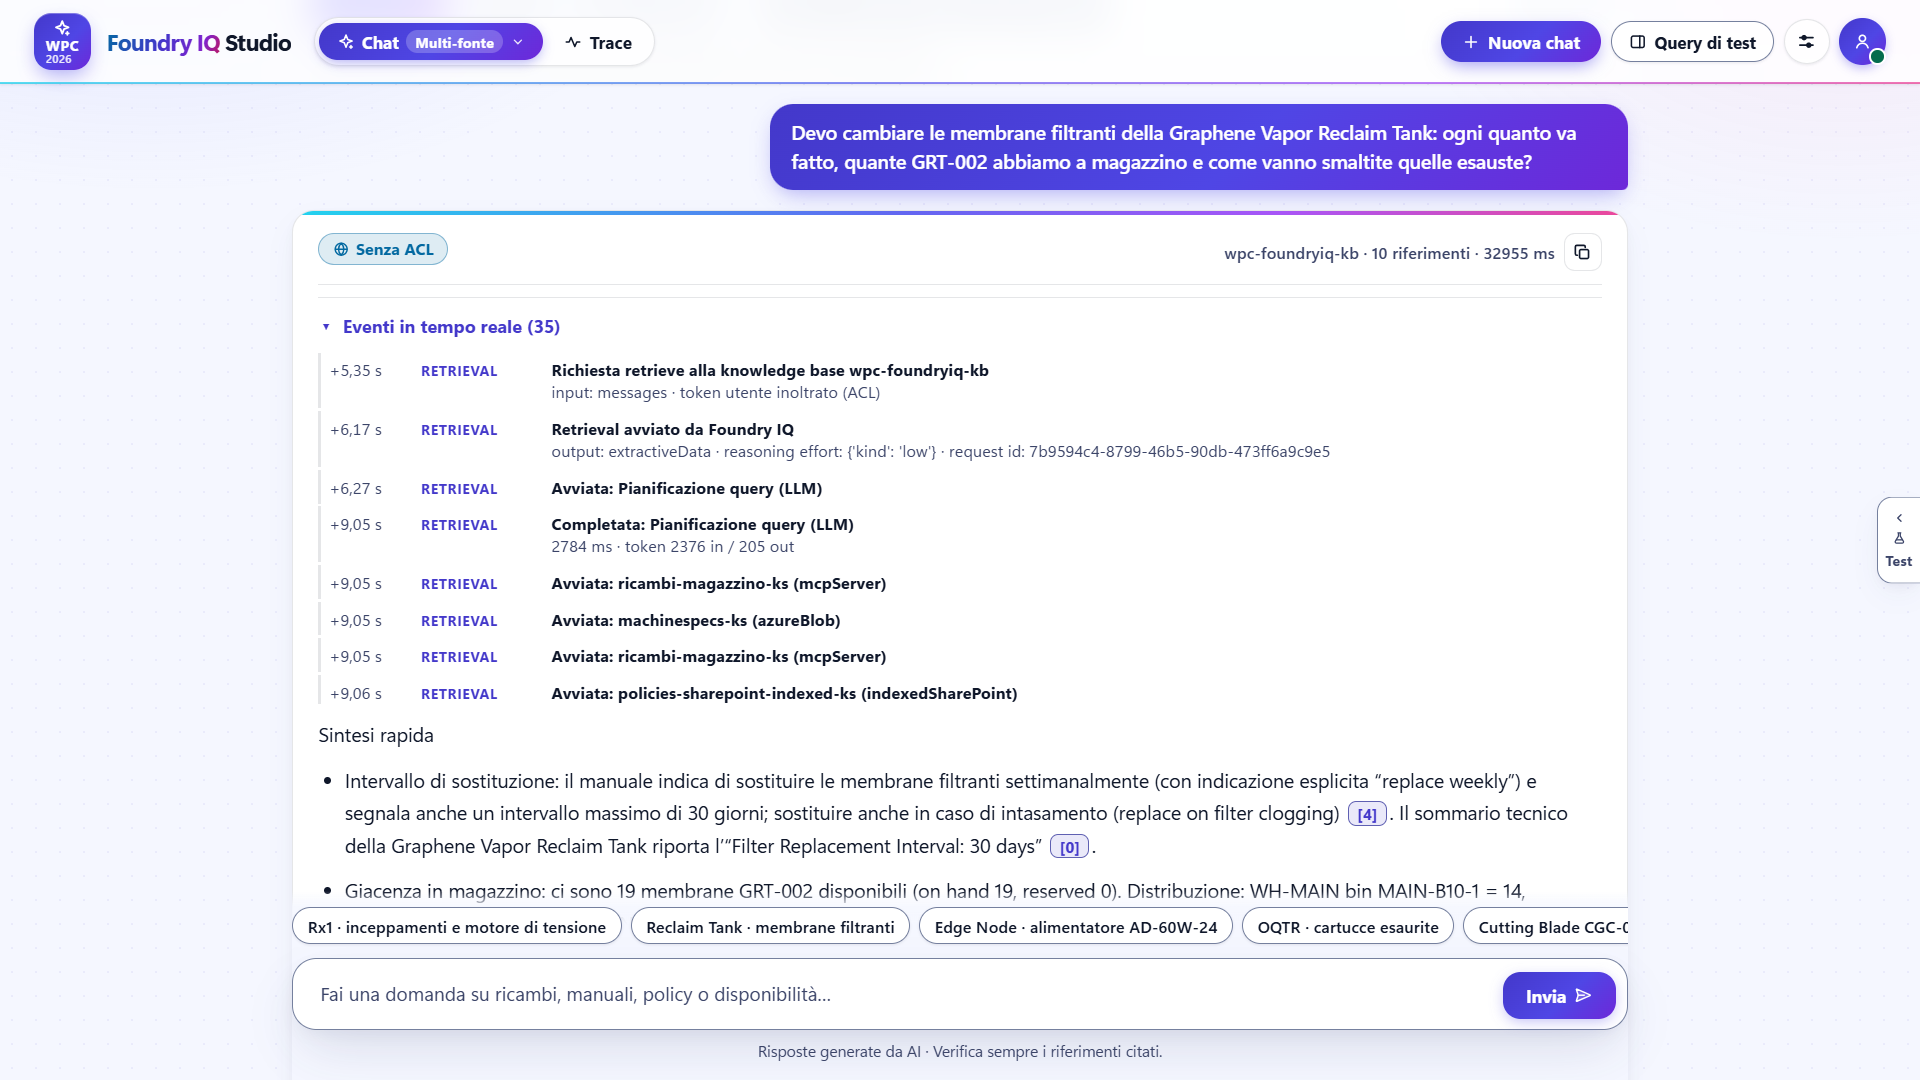 WPC
2026
Foundry IQ Studio
Chat Multi-fonte
Trace
Nuova chat
Query di test
Devo cambiare le membrane filtranti della Graphene Vapor Reclaim Tank: ogni quanto va
fatto, quante GRT-002 abbiamo a magazzino e come vanno smaltite quelle esauste?
Senza ACL
wpc-foundryiq-kb · 10 riferimenti · 32955 ms
Eventi in tempo reale (35)
+5,35 s RETRIEVAL Richiesta retrieve alla knowledge base wpc-foundryiq-kb
input: messages · token utente inoltrato (ACL)
+6,17 s RETRIEVAL Retrieval avviato da Foundry IQ
output: extractiveData · reasoning effort: {'kind': 'low'} · request id: 7b9594c4-8799-46b5-90db-473ff6a9c9e5
+6,27 s RETRIEVAL Avviata: Pianificazione query (LLM)
+9,05 s RETRIEVAL Completata: Pianificazione query (LLM)
2784 ms · token 2376 in / 205 out
+9,05 s RETRIEVAL Avviata: ricambi-magazzino-ks (mcpServer)
+9,05 s RETRIEVAL Avviata: machinespecs-ks (azureBlob)
+9,05 s RETRIEVAL Avviata: ricambi-magazzino-ks (mcpServer)
+9,06 s RETRIEVAL Avviata: policies-sharepoint-indexed-ks (indexedSharePoint)
Test
Sintesi rapida
• Intervallo di sostituzione: il manuale indica di sostituire le membrane filtranti settimanalmente (con indicazione esplicita “replace weekly”) e
segnala anche un intervallo massimo di 30 giorni; sostituire anche in caso di intasamento (replace on filter clogging) [4]. Il sommario tecnico
della Graphene Vapor Reclaim Tank riporta l’“Filter Replacement Interval: 30 days” [0].
• Giacenza in magazzino: ci sono 19 membrane GRT-002 disponibili (on hand 19, reserved 0). Distribuzione: WH-MAIN bin MAIN-B10-1 = 14,
Rx1 · inceppamenti e motore di tensione
Reclaim Tank · membrane filtranti
Edge Node · alimentatore AD-60W-24
OQTR · cartucce esaurite
Cutting Blade CGC-0
Fai una domanda su ricambi, manuali, policy o disponibilità...
Invia
Risposte generate da AI · Verifica sempre i riferimenti citati.